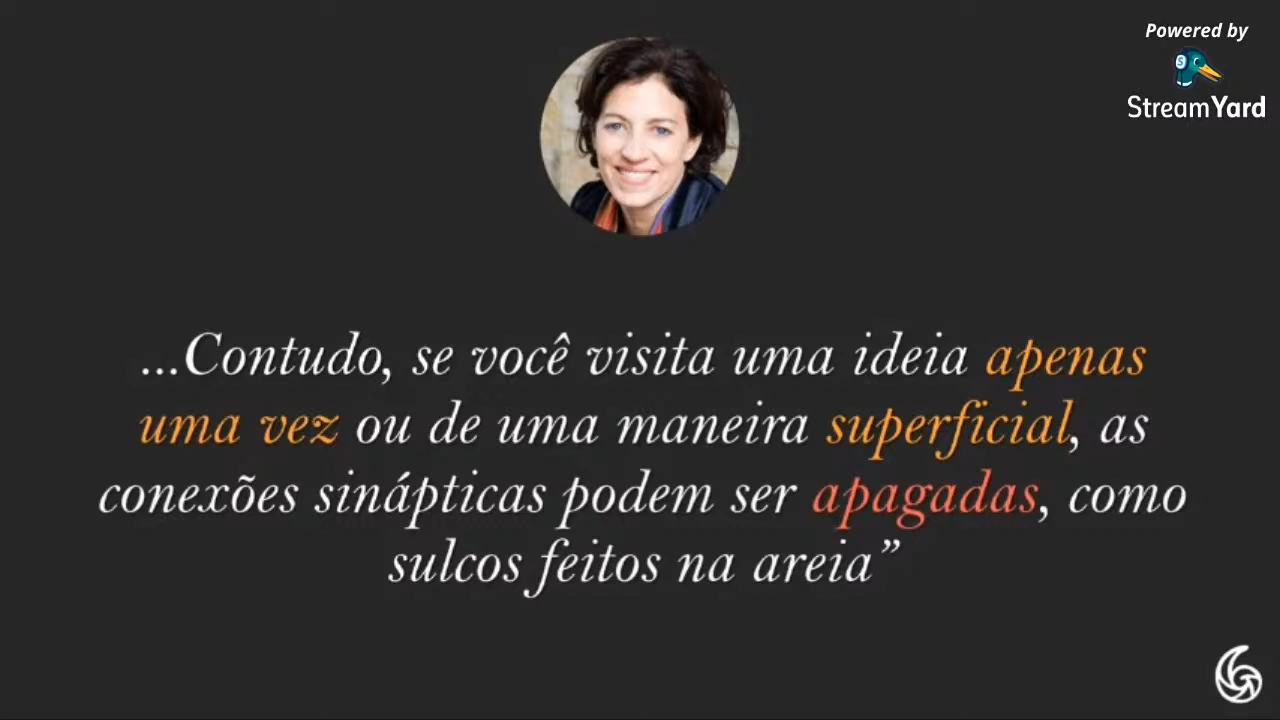 Powered by
StreamYard
...Contudo, se você visita uma ideia apenas
uma vez ou de uma maneira superficial, as
conexões sinápticas podem ser apagadas, como
sulcos feitos na areia”